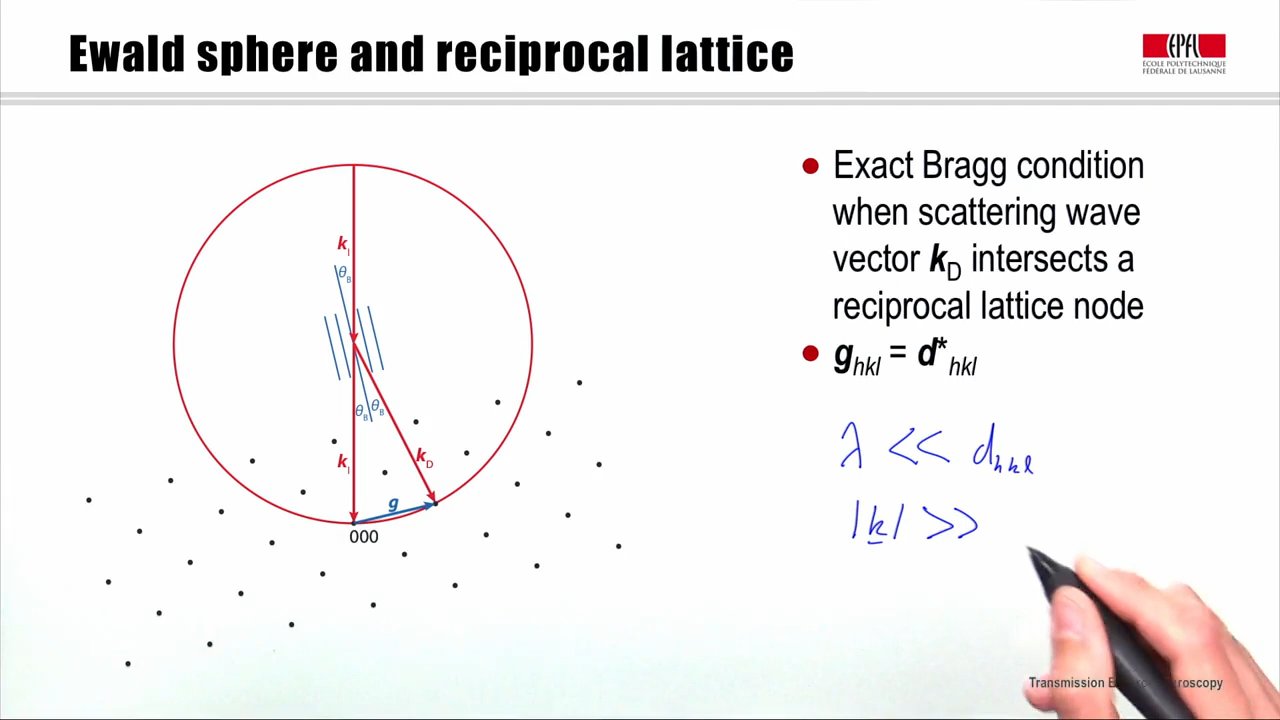 Ewald sphere and reciprocal lattice
EPFL
ÉCOLE POLYTECHNIQUE
FÉDÉRALE DE LAUSANNE
k_I
θ_B
θ_B θ_B
k_I
k_D
g
000
• Exact Bragg condition
when scattering wave
vector k_D intersects a
reciprocal lattice node
• g_hkl = d*_hkl
λ << d_hkl
|k| >>
Transmission E
roscopy